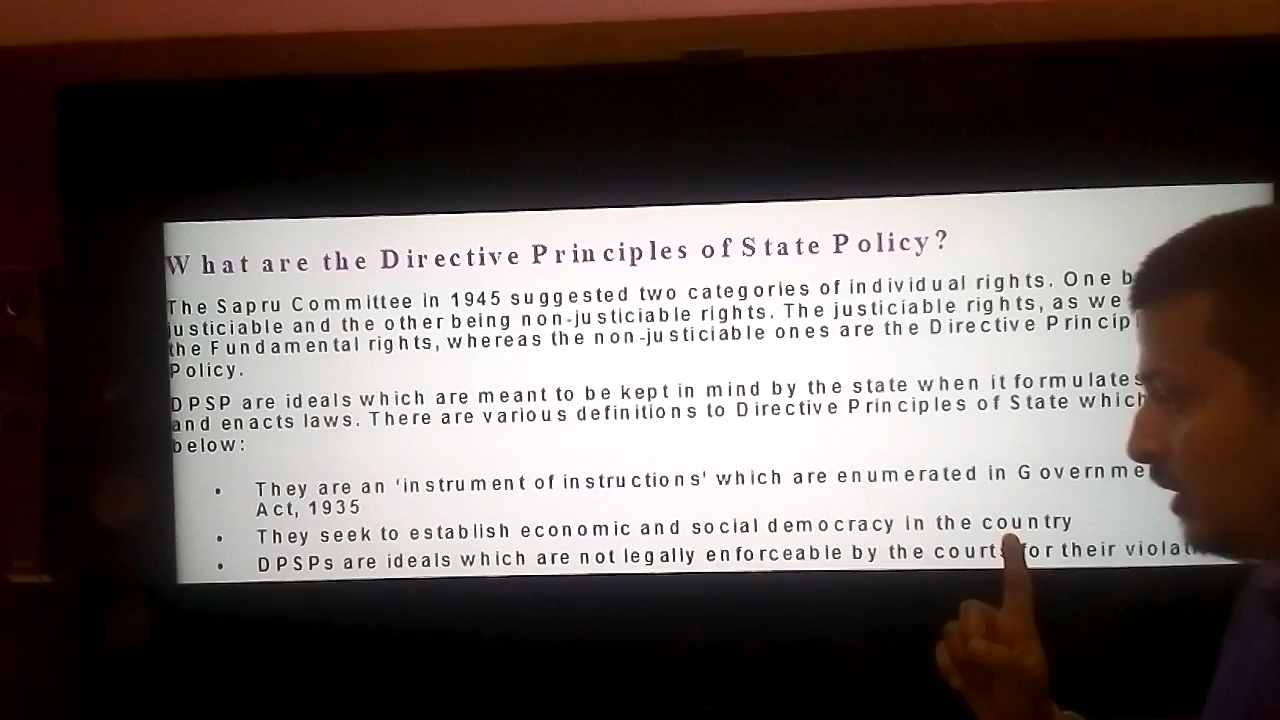 What are the Directive Principles of State Policy?
The Sapru Committee in 1945 suggested two categories of individual rights. One
justiciable and the other being non-justiciable rights. The justiciable rights, as
the Fundamental rights, whereas the non-justiciable ones are the Directive
Policy.
DPSP are ideals which are meant to be kept in mind by the state when it formulates
and enacts laws. There are various definitions to Directive Principles of State which
below:
• They are an ‘instrument of instructions’ which are enumerated in
Act, 1935
• They seek to establish economic and social democracy in the country
• DPSPs are ideals which are not legally enforceable by the courts for their